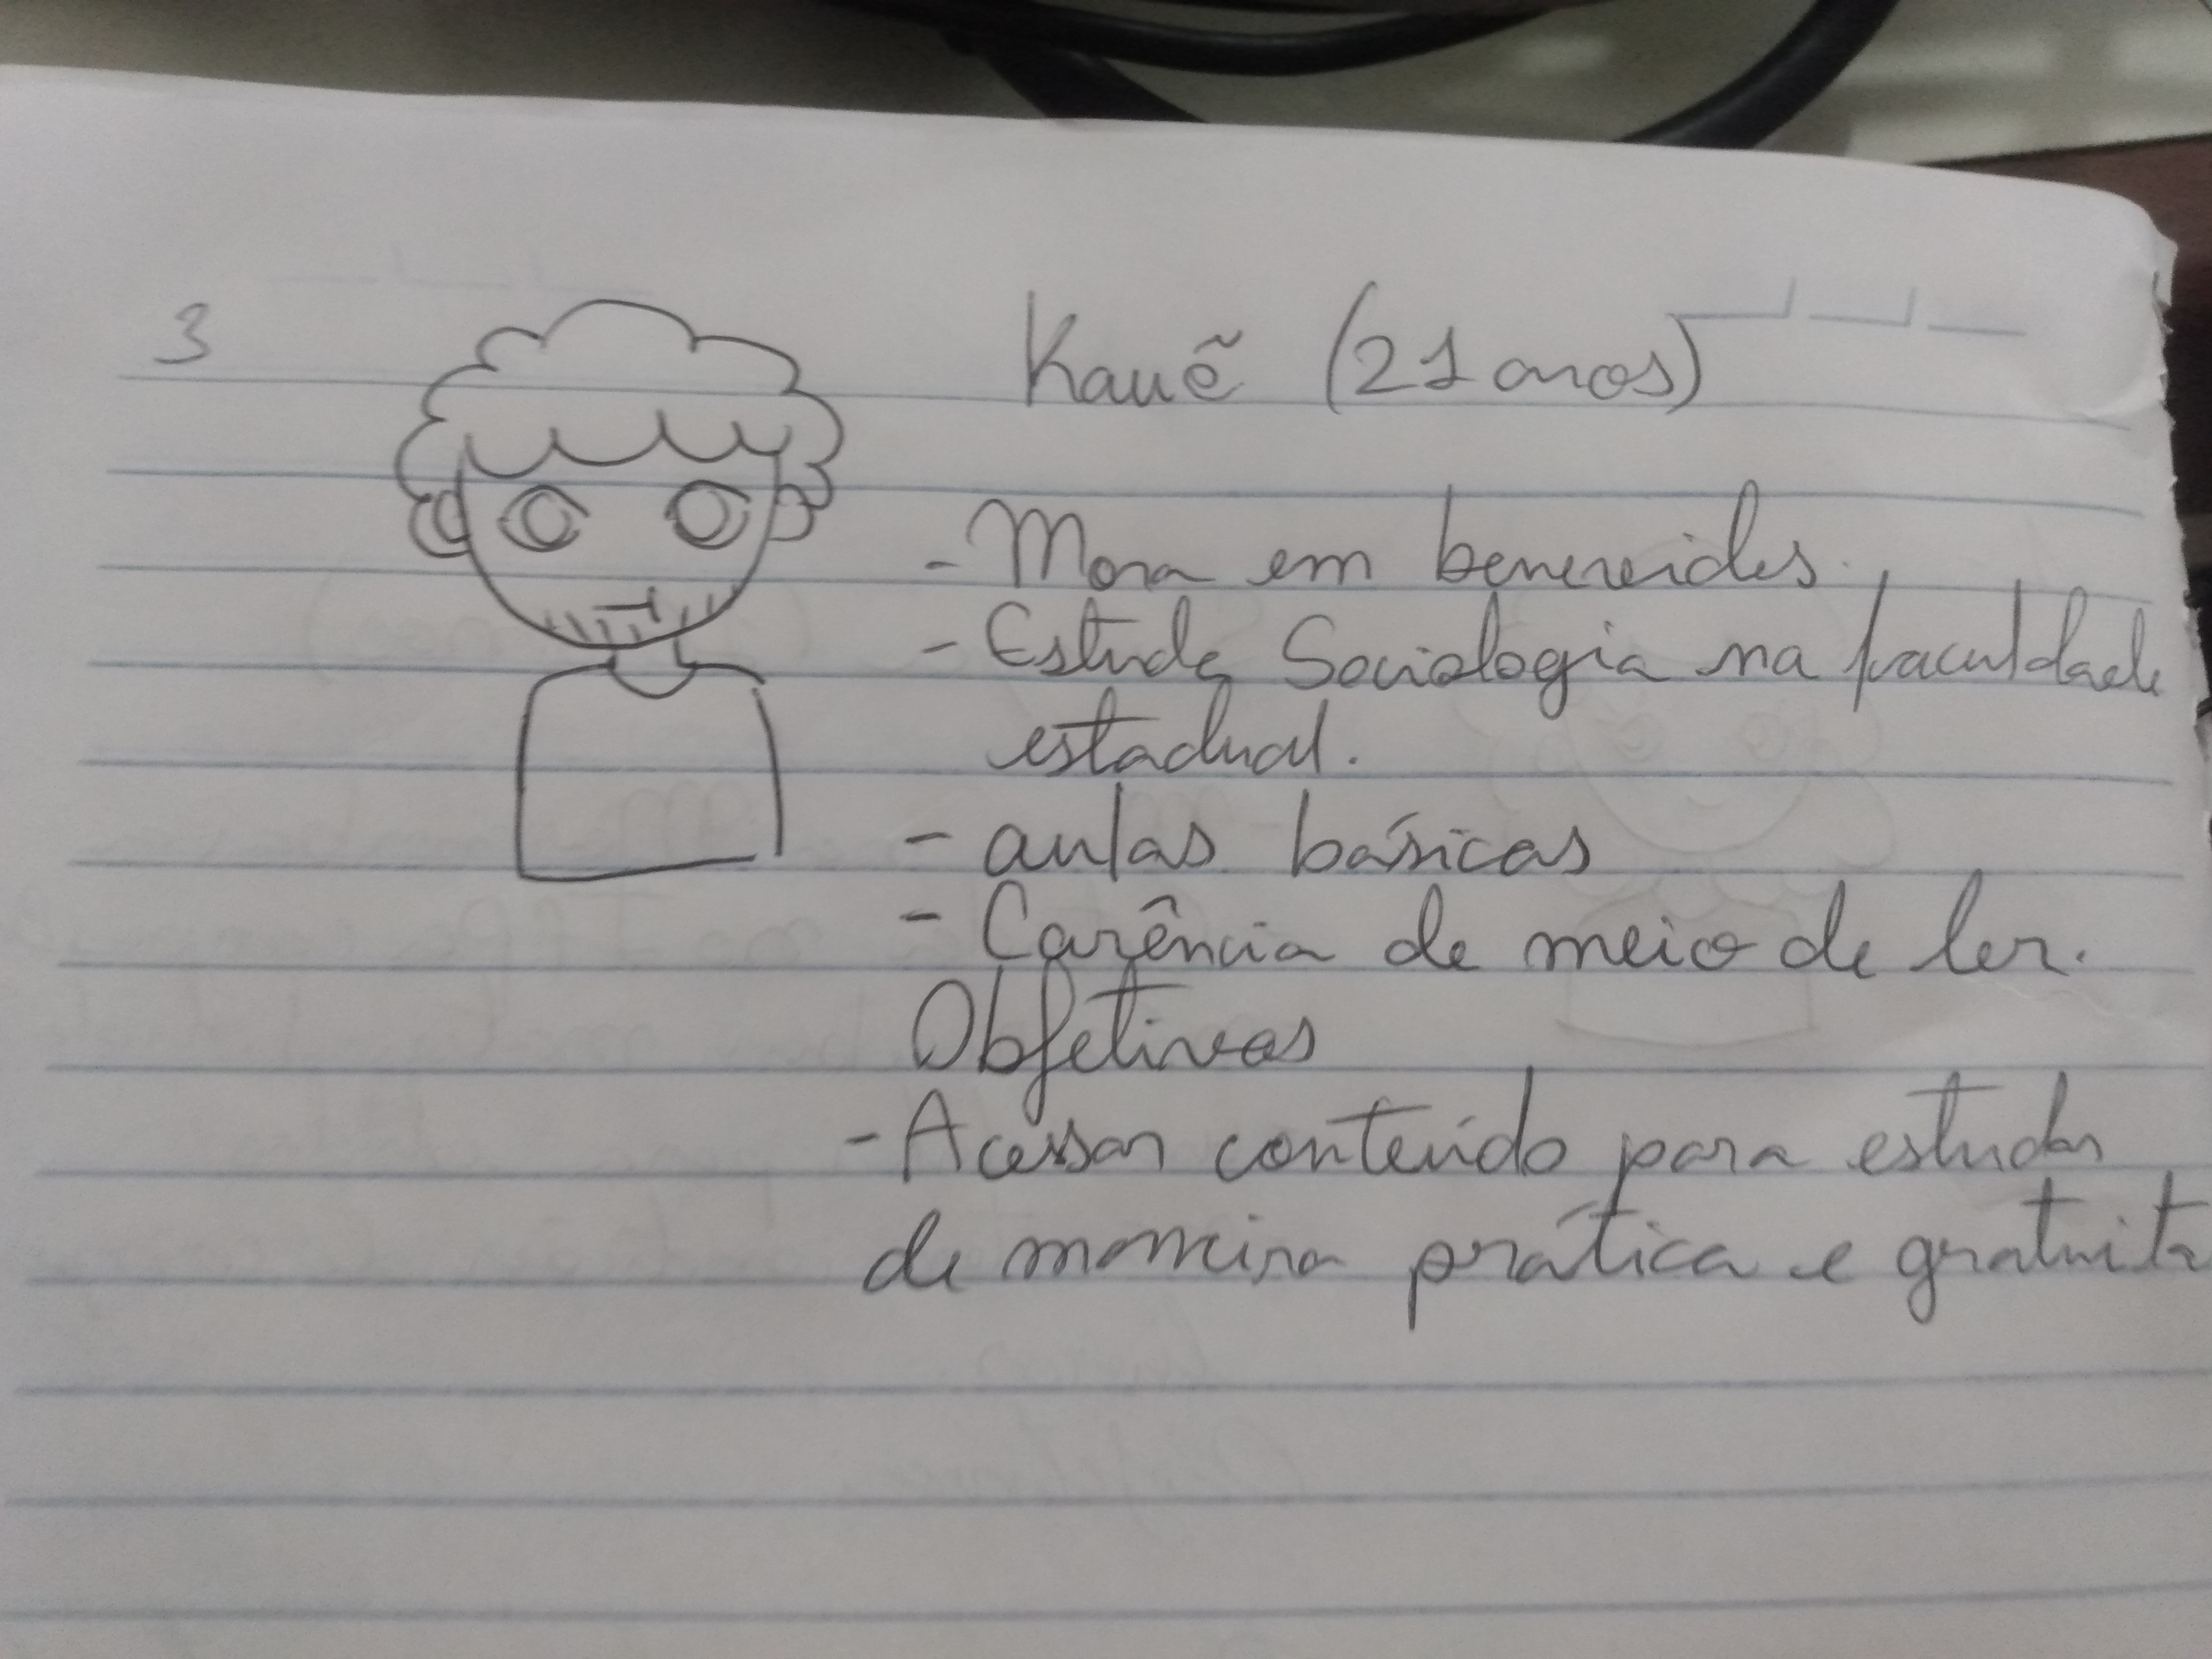 3
Kauẽ (21 anos)
- Mora em benevides.
- Estuda Sociologia na faculdade
estadual.
- aulas básicas
- Carência de meio de ler.
Objetivos
- Acessar conteúdo para estudar
de maneira prática e gratuita